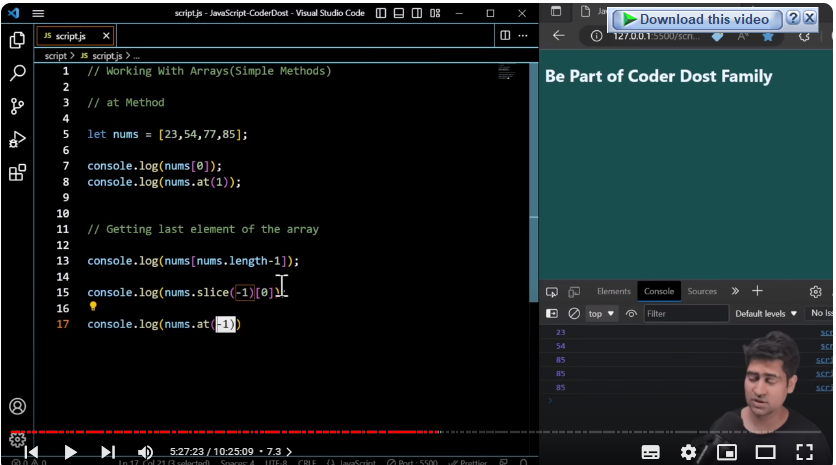 script.js - JavaScript-CoderDost - Visual Studio Code
JS script.js ×
script > JS script.js > ...
1 // Working With Arrays(Simple Methods)
2
3 // at Method
4
5 let nums = [23,54,77,85];
6
7 console.log(nums[0]);
8 console.log(nums.at(1));
9
10
11 // Getting last element of the array
12
13 console.log(nums[nums.length-1]);
14
15 console.log(nums.slice(-1)[0]);
16
17 console.log(nums.at(-1))
Download this video ? X
127.0.0.1:5500/scri...
Be Part of Coder Dost Family
Elements Console Sources
top ▼ Filter Default levels ▼ No Iss
23 scr
54 scr
85 scri
85 scri
85 scri
5:27:23 / 10:25:09 • 7.3 >
Ln 17, Col 21 (3 selected) Spaces: 4 UTF-8 CRLF {} JavaScript Port : 5500 Prettier